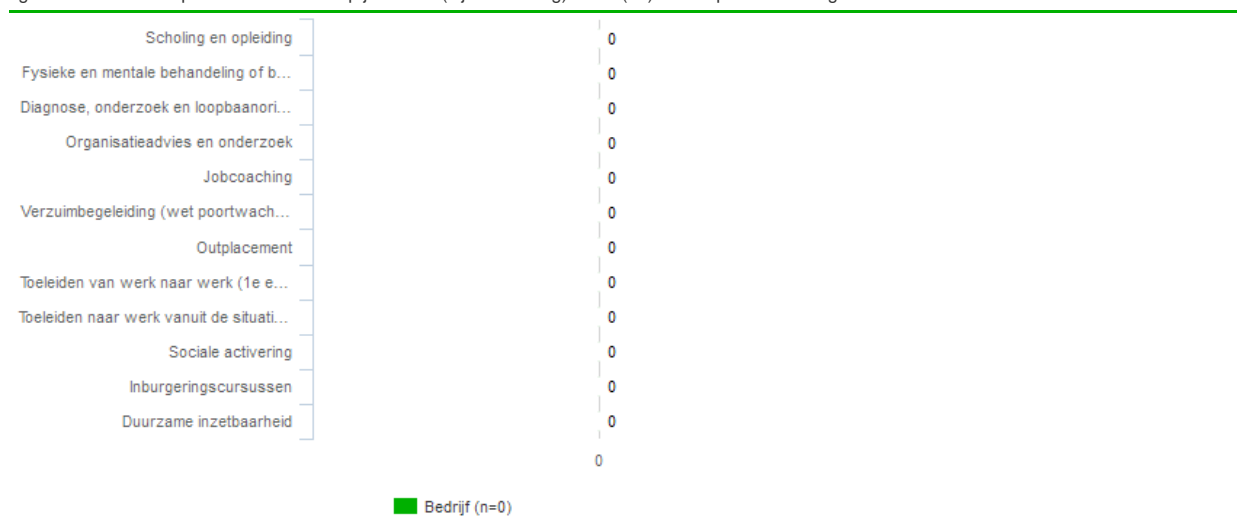 Scholing en opleiding 0
Fysieke en mentale behandeling of b... 0
Diagnose, onderzoek en loopbaanori... 0
Organisatieadvies en onderzoek 0
Jobcoaching 0
Verzuimbegeleiding (wet poortwach... 0
Outplacement 0
Toeleiden van werk naar werk (1e e... 0
Toeleiden naar werk vanuit de situati... 0
Sociale activering 0
Inburgeringscursussen 0
Duurzame inzetbaarheid 0
0
Bedrijf (n=0)